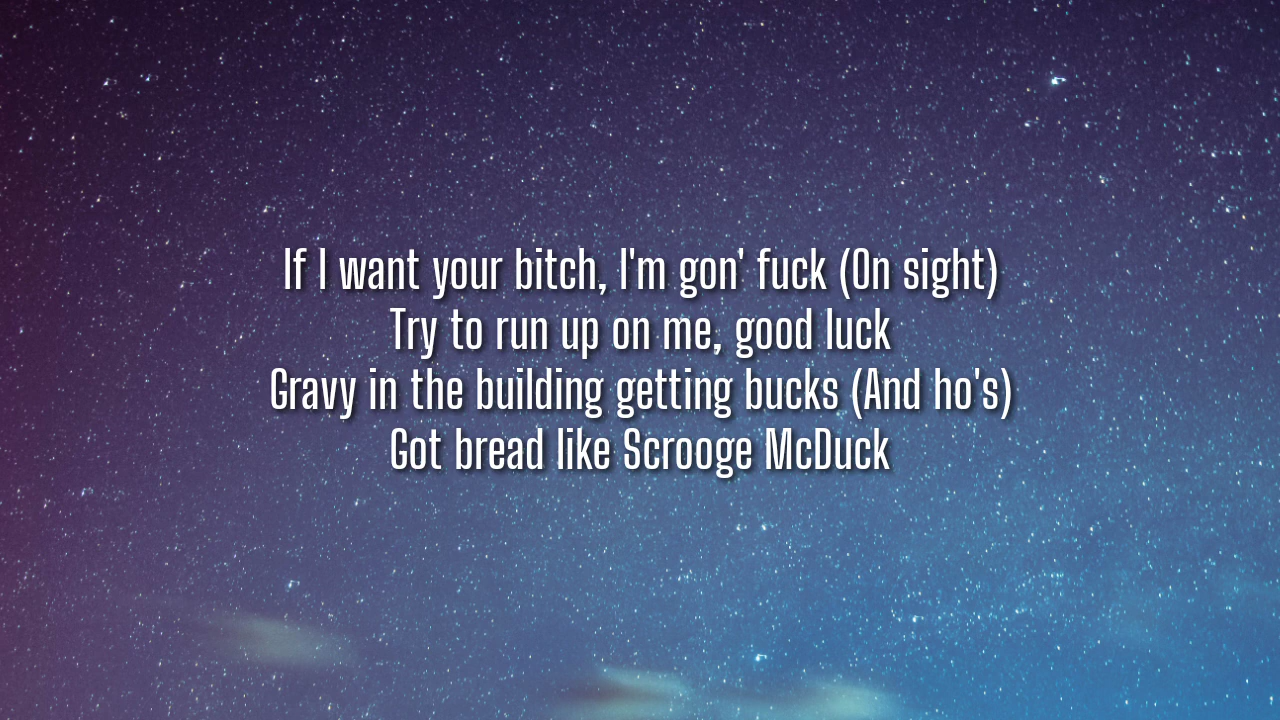 If I want your bitch, I'm gon' fuck (On sight)
Try to run up on me, good luck
Gravy in the building getting bucks (And ho's)
Got bread like Scrooge McDuck